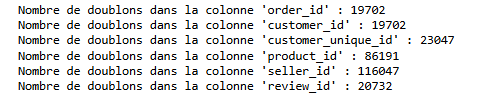 Nombre de doublons dans la colonne 'order_id' : 19702
Nombre de doublons dans la colonne 'customer_id' : 19702
Nombre de doublons dans la colonne 'customer_unique_id' : 23047
Nombre de doublons dans la colonne 'product_id' : 86191
Nombre de doublons dans la colonne 'seller_id' : 116047
Nombre de doublons dans la colonne 'review_id' : 20732